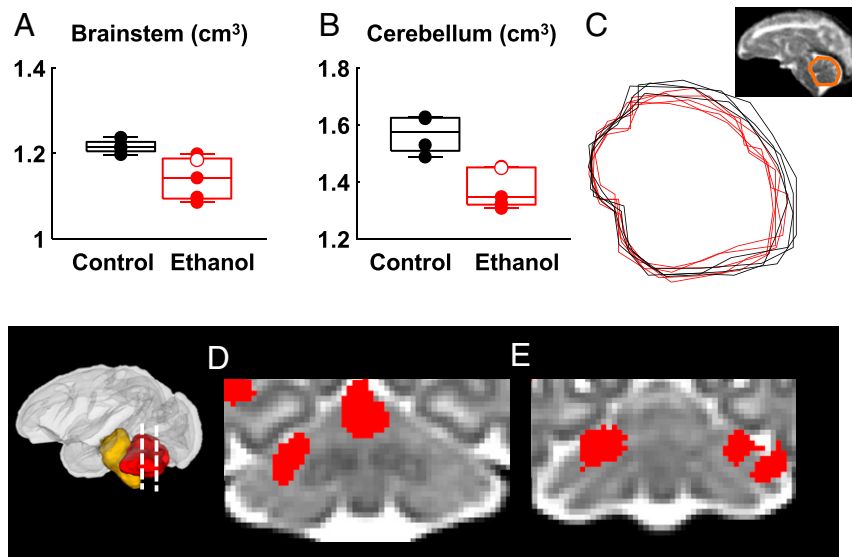 A Brainstem (cm³)
1.4
1.2
1
Control Ethanol
B Cerebellum (cm³)
1.8
1.6
1.4
1.2
Control Ethanol
C
D
E